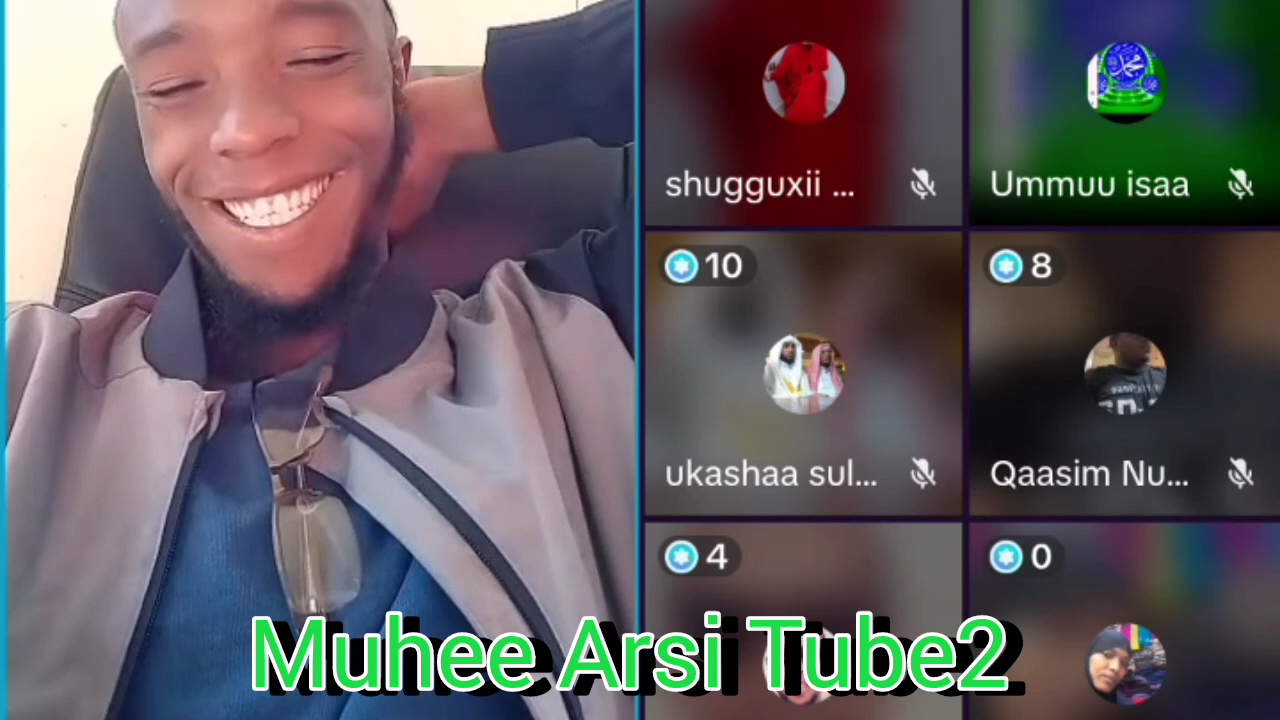 shugguxii ...
Ummuu isaa
10
8
ukashaa sul...
Qaasim Nu...
4
0
Muhee Arsi Tube2